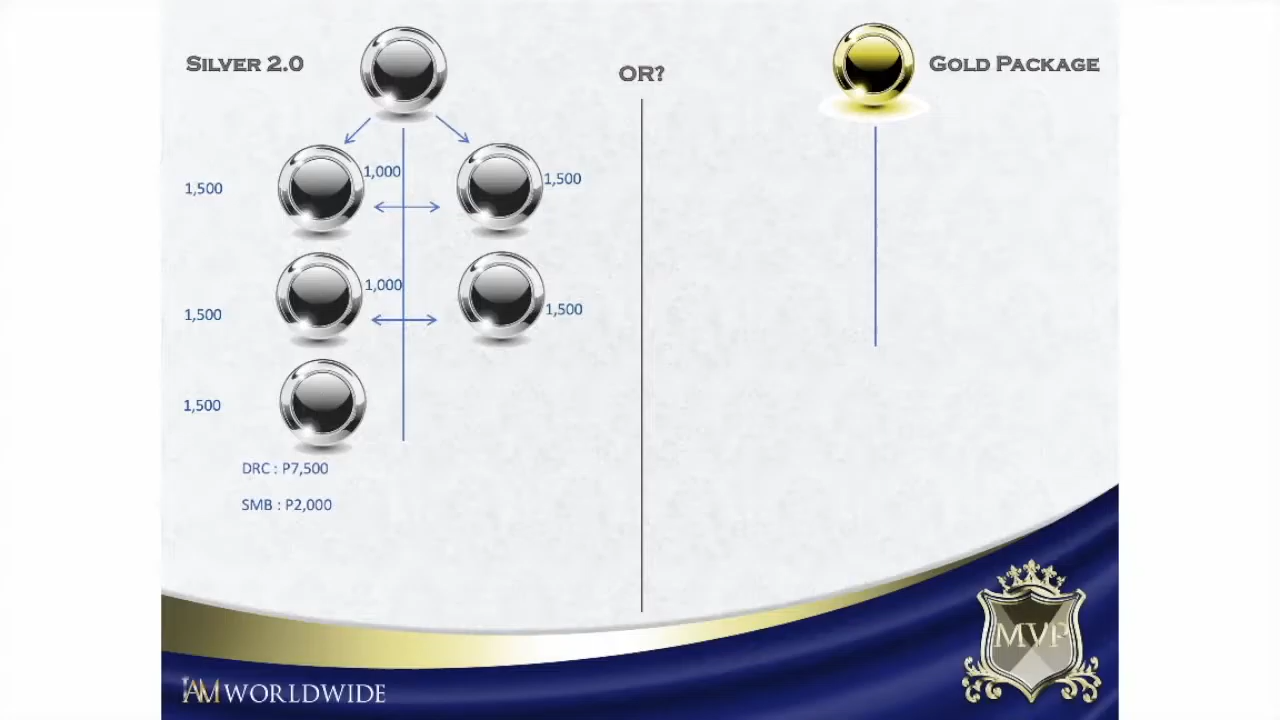 SILVER 2.0
OR?
GOLD PACKAGE
1,500
1,000
1,500
1,500
1,000
1,500
1,500
DRC : P7,500
SMB : P2,000
MVP
IAM WORLDWIDE